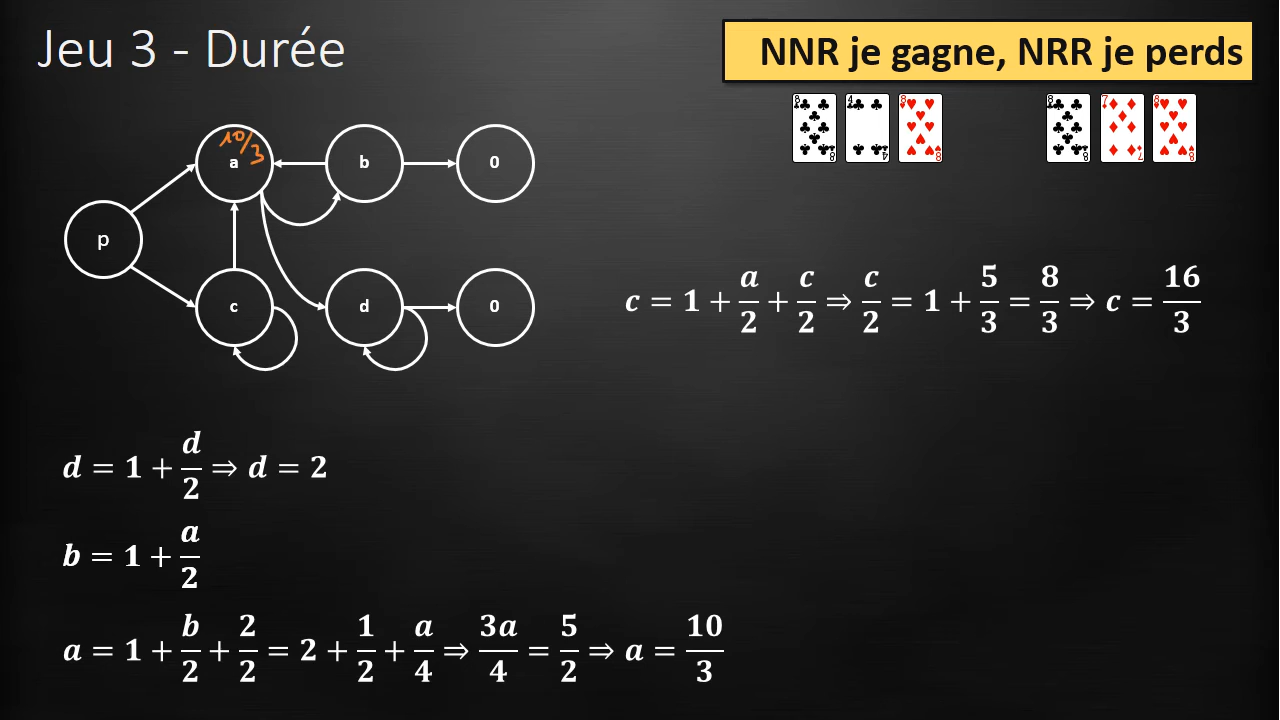 Jeu 3 - Durée
NNR je gagne, NRR je perds
10/3
a
b
0
p
c
d
0
c = 1 + a/2 + c/2 ⇒ c/2 = 1 + 5/3 = 8/3 ⇒ c = 16/3
d = 1 + d/2 ⇒ d = 2
b = 1 + a/2
a = 1 + b/2 + 2/2 = 2 + 1/2 + a/4 ⇒ 3a/4 = 5/2 ⇒ a = 10/3